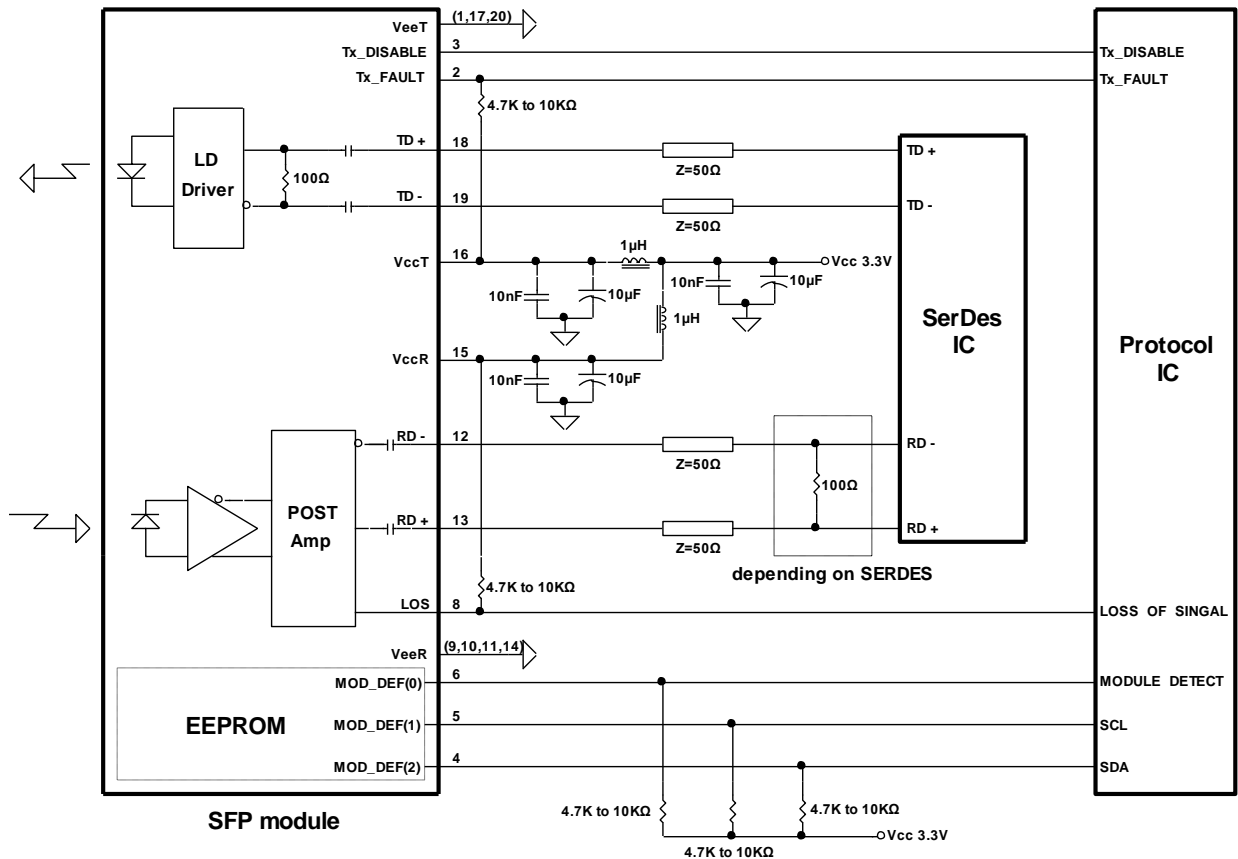 VeeT (1,17,20)
Tx_DISABLE 3 Tx_DISABLE
Tx_FAULT 2 Tx_FAULT
4.7K to 10KΩ
LD
Driver
100Ω
TD + 18 Z=50Ω TD +
TD - 19 Z=50Ω TD -
1µH
VccT 16 Vcc 3.3V
10nF 10µF 10nF 10µF
1µH
SerDes
IC
Protocol
IC
VccR 15
10nF 10µF
RD - 12 Z=50Ω RD -
100Ω
POST
Amp
RD + 13 Z=50Ω RD +
depending on SERDES
4.7K to 10KΩ
LOS 8 LOSS OF SINGAL
VeeR (9,10,11,14)
MOD_DEF(0) 6 MODULE DETECT
EEPROM
MOD_DEF(1) 5 SCL
MOD_DEF(2) 4 SDA
SFP module
4.7K to 10KΩ 4.7K to 10KΩ
Vcc 3.3V
4.7K to 10KΩ